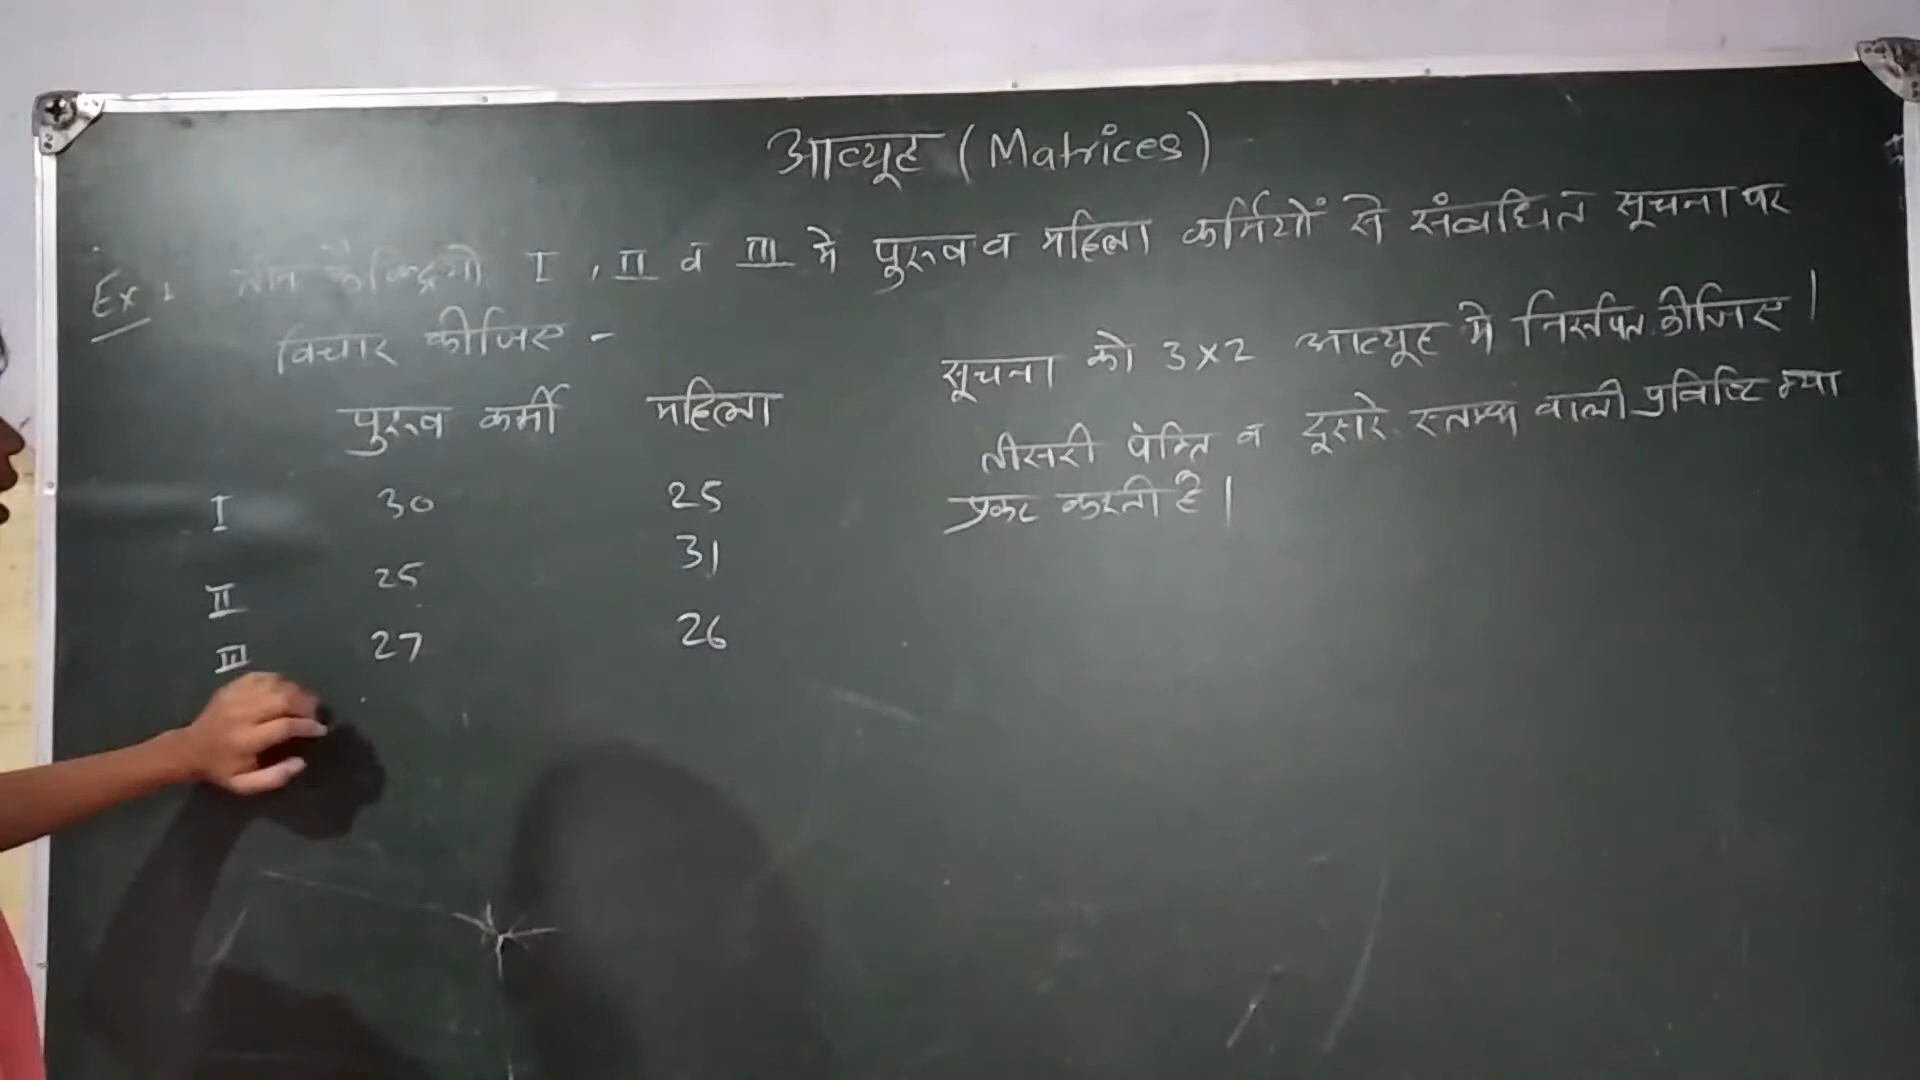 आव्यूह (Matrices)
Ex 1 तीन फैक्ट्रियों I , II व III मे पुरुष व महिला कर्मियों से संबधित सूचना पर
विचार कीजिए -
पुरुष कर्मी महिला
I 30 25
II 25 31
III 27 26
सूचना को 3×2 आव्यूह मे निरूपित कीजिए।
तीसरी पंक्ति व दूसरे स्तम्भ वाली प्रविष्टि क्या
प्रकट करती है।